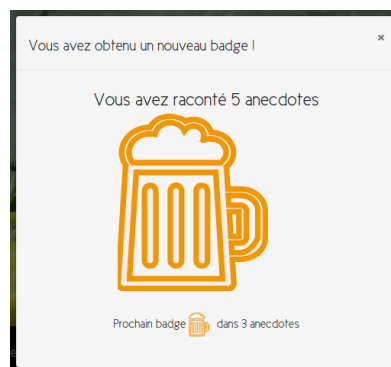 Vous avez obtenu un nouveau badge !
×
Vous avez raconté 5 anecdotes
Prochain badge dans 3 anecdotes